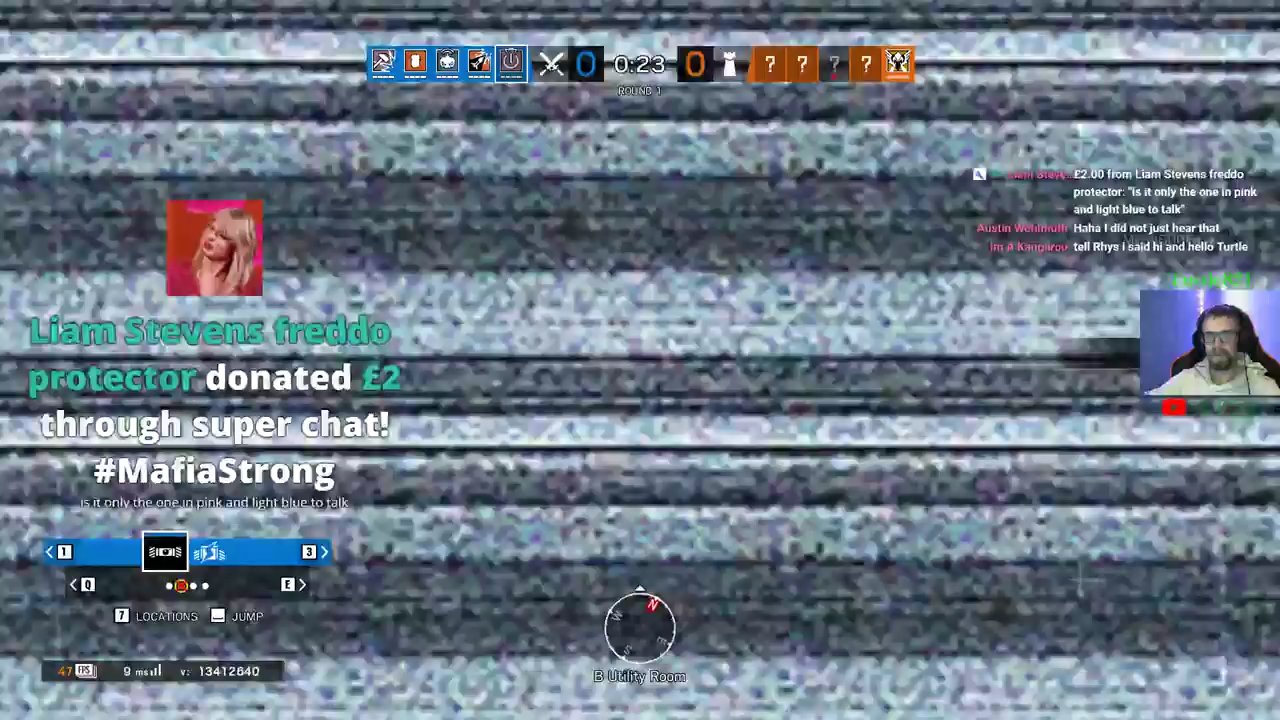 0 0:23 0 ? ? ? ?
ROUND 1
£2.00 from Liam Stevens freddo
protector: "is it only the one in pink
and light blue to talk"
Austin Wohlmuth Haha I did not just hear that
Im A Kangaroo tell Rhys i said hi and hello Turtle
Liam Stevens freddo
protector donated £2
through super chat!
#MafiaStrong
is it only the one in pink and light blue to talk
1 3
Q E
7 LOCATIONS JUMP
N
W
E
S
B Utility Room
47 FPS 9 ms v: 13412640